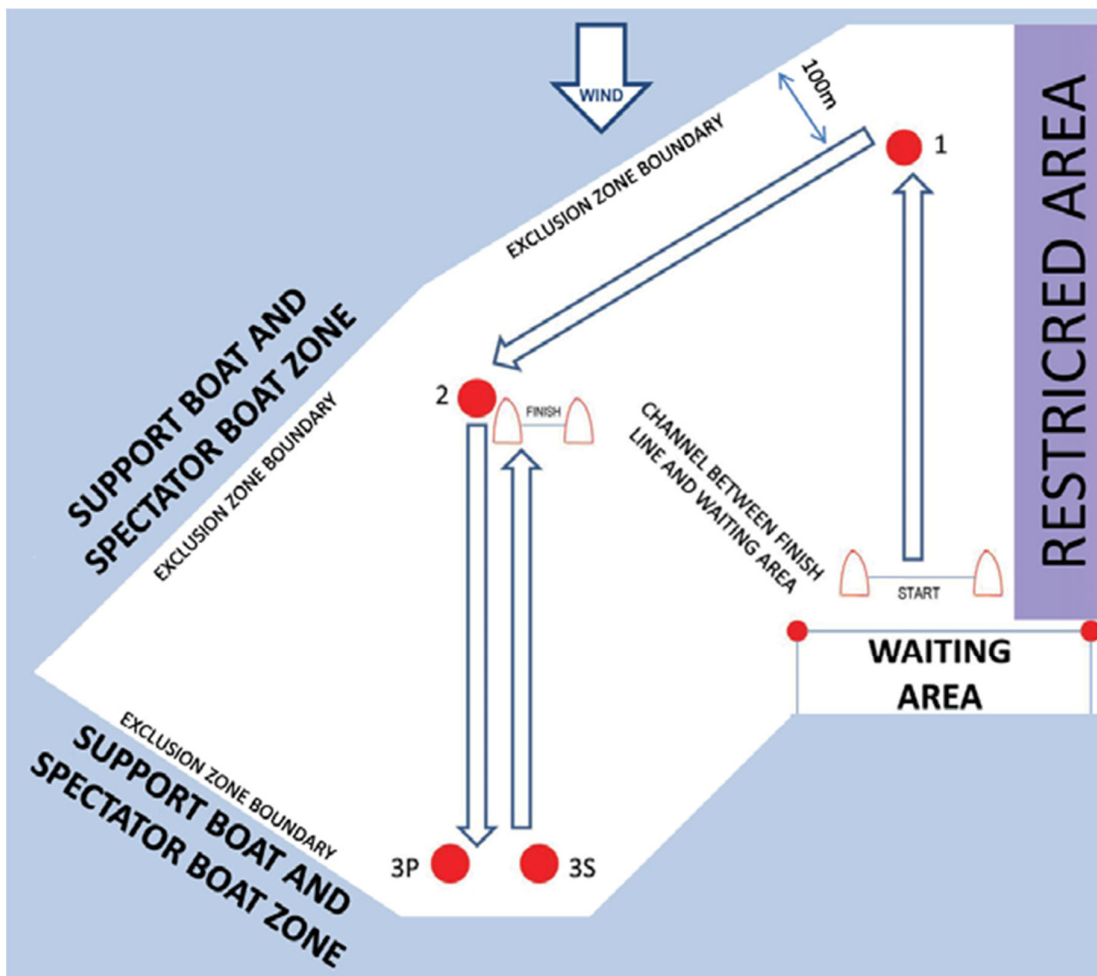 WIND
100m
1
EXCLUSION ZONE BOUNDARY
RESTRICRED AREA
SUPPORT BOAT AND
SPECTATOR BOAT ZONE
EXCLUSION ZONE BOUNDARY
2
FINISH
CHANNEL BETWEEN FINISH
LINE AND WAITING AREA
START
WAITING
AREA
EXCLUSION ZONE BOUNDARY
SUPPORT BOAT AND
SPECTATOR BOAT ZONE
3P
3S